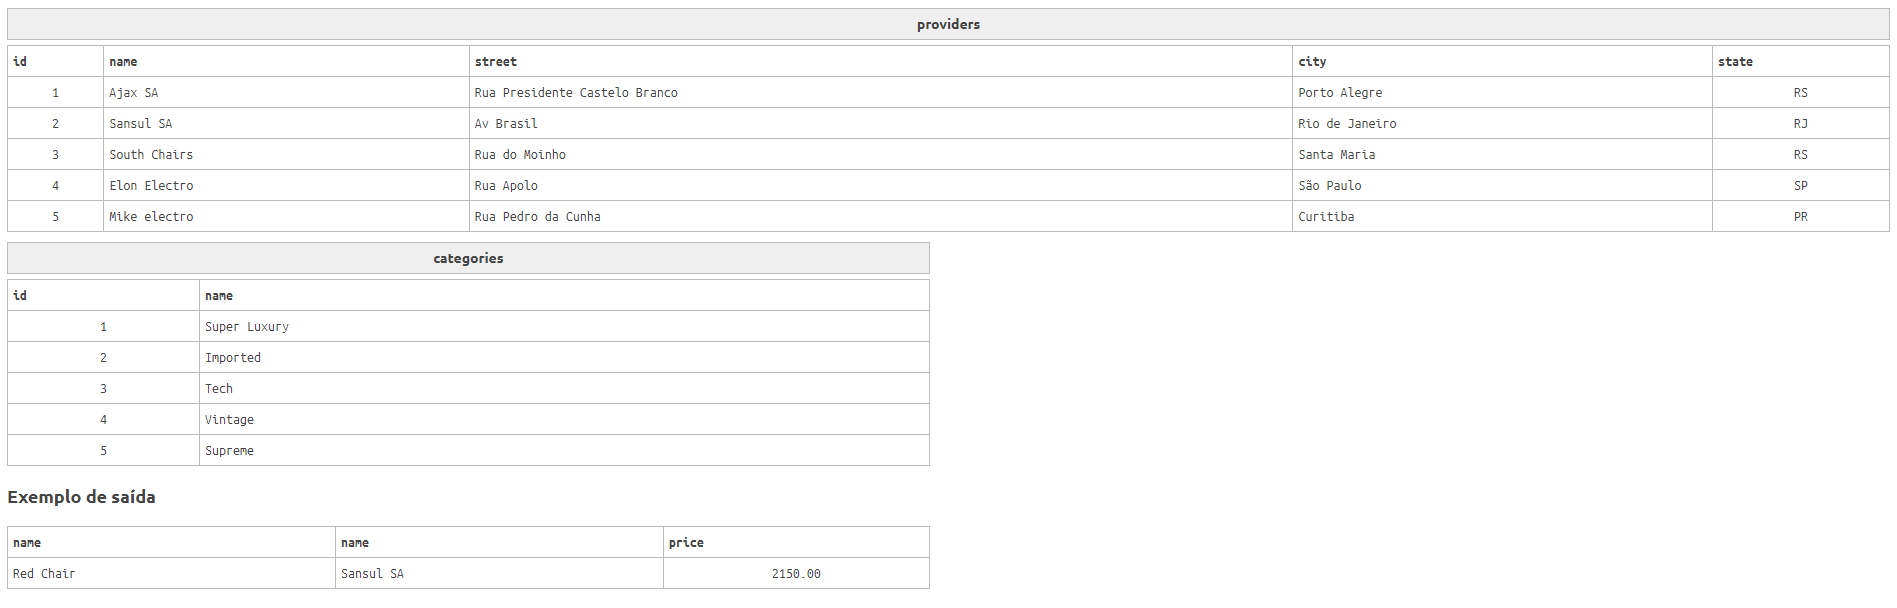 providers
id name street city state
1 Ajax SA Rua Presidente Castelo Branco Porto Alegre RS
2 Sansul SA Av Brasil Rio de Janeiro RJ
3 South Chairs Rua do Moinho Santa Maria RS
4 Elon Electro Rua Apolo São Paulo SP
5 Mike electro Rua Pedro da Cunha Curitiba PR
categories
id name
1 Super Luxury
2 Imported
3 Tech
4 Vintage
5 Supreme
Exemplo de saída
name name price
Red Chair Sansul SA 2150.00